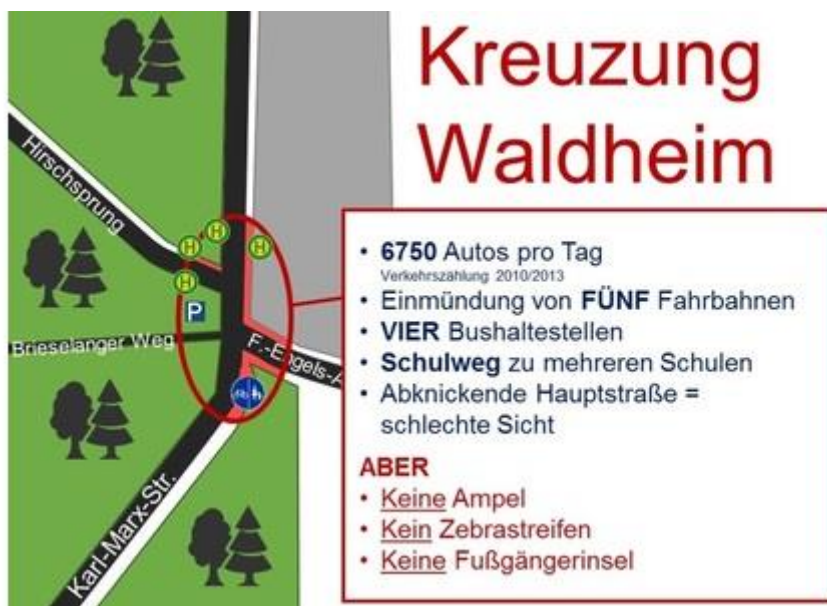 Kreuzung
Waldheim
Hirschsprung
H
H
H
H
P
Brieselanger Weg
F.-Engels-A
Karl-Marx-Str.
• 6750 Autos pro Tag
Verkehrszählung 2010/2013
• Einmündung von FÜNF Fahrbahnen
• VIER Bushaltestellen
• Schulweg zu mehreren Schulen
• Abknickende Hauptstraße =
schlechte Sicht
ABER
• Keine Ampel
• Kein Zebrastreifen
• Keine Fußgängerinsel